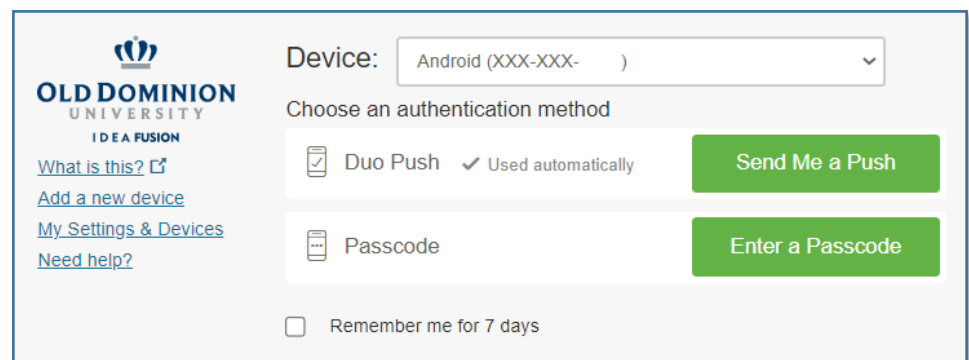 OLD DOMINION
UNIVERSITY
IDEA FUSION
What is this?
Add a new device
My Settings & Devices
Need help?
Device: Android (XXX-XXX- )
Choose an authentication method
Duo Push Used automatically Send Me a Push
Passcode Enter a Passcode
Remember me for 7 days